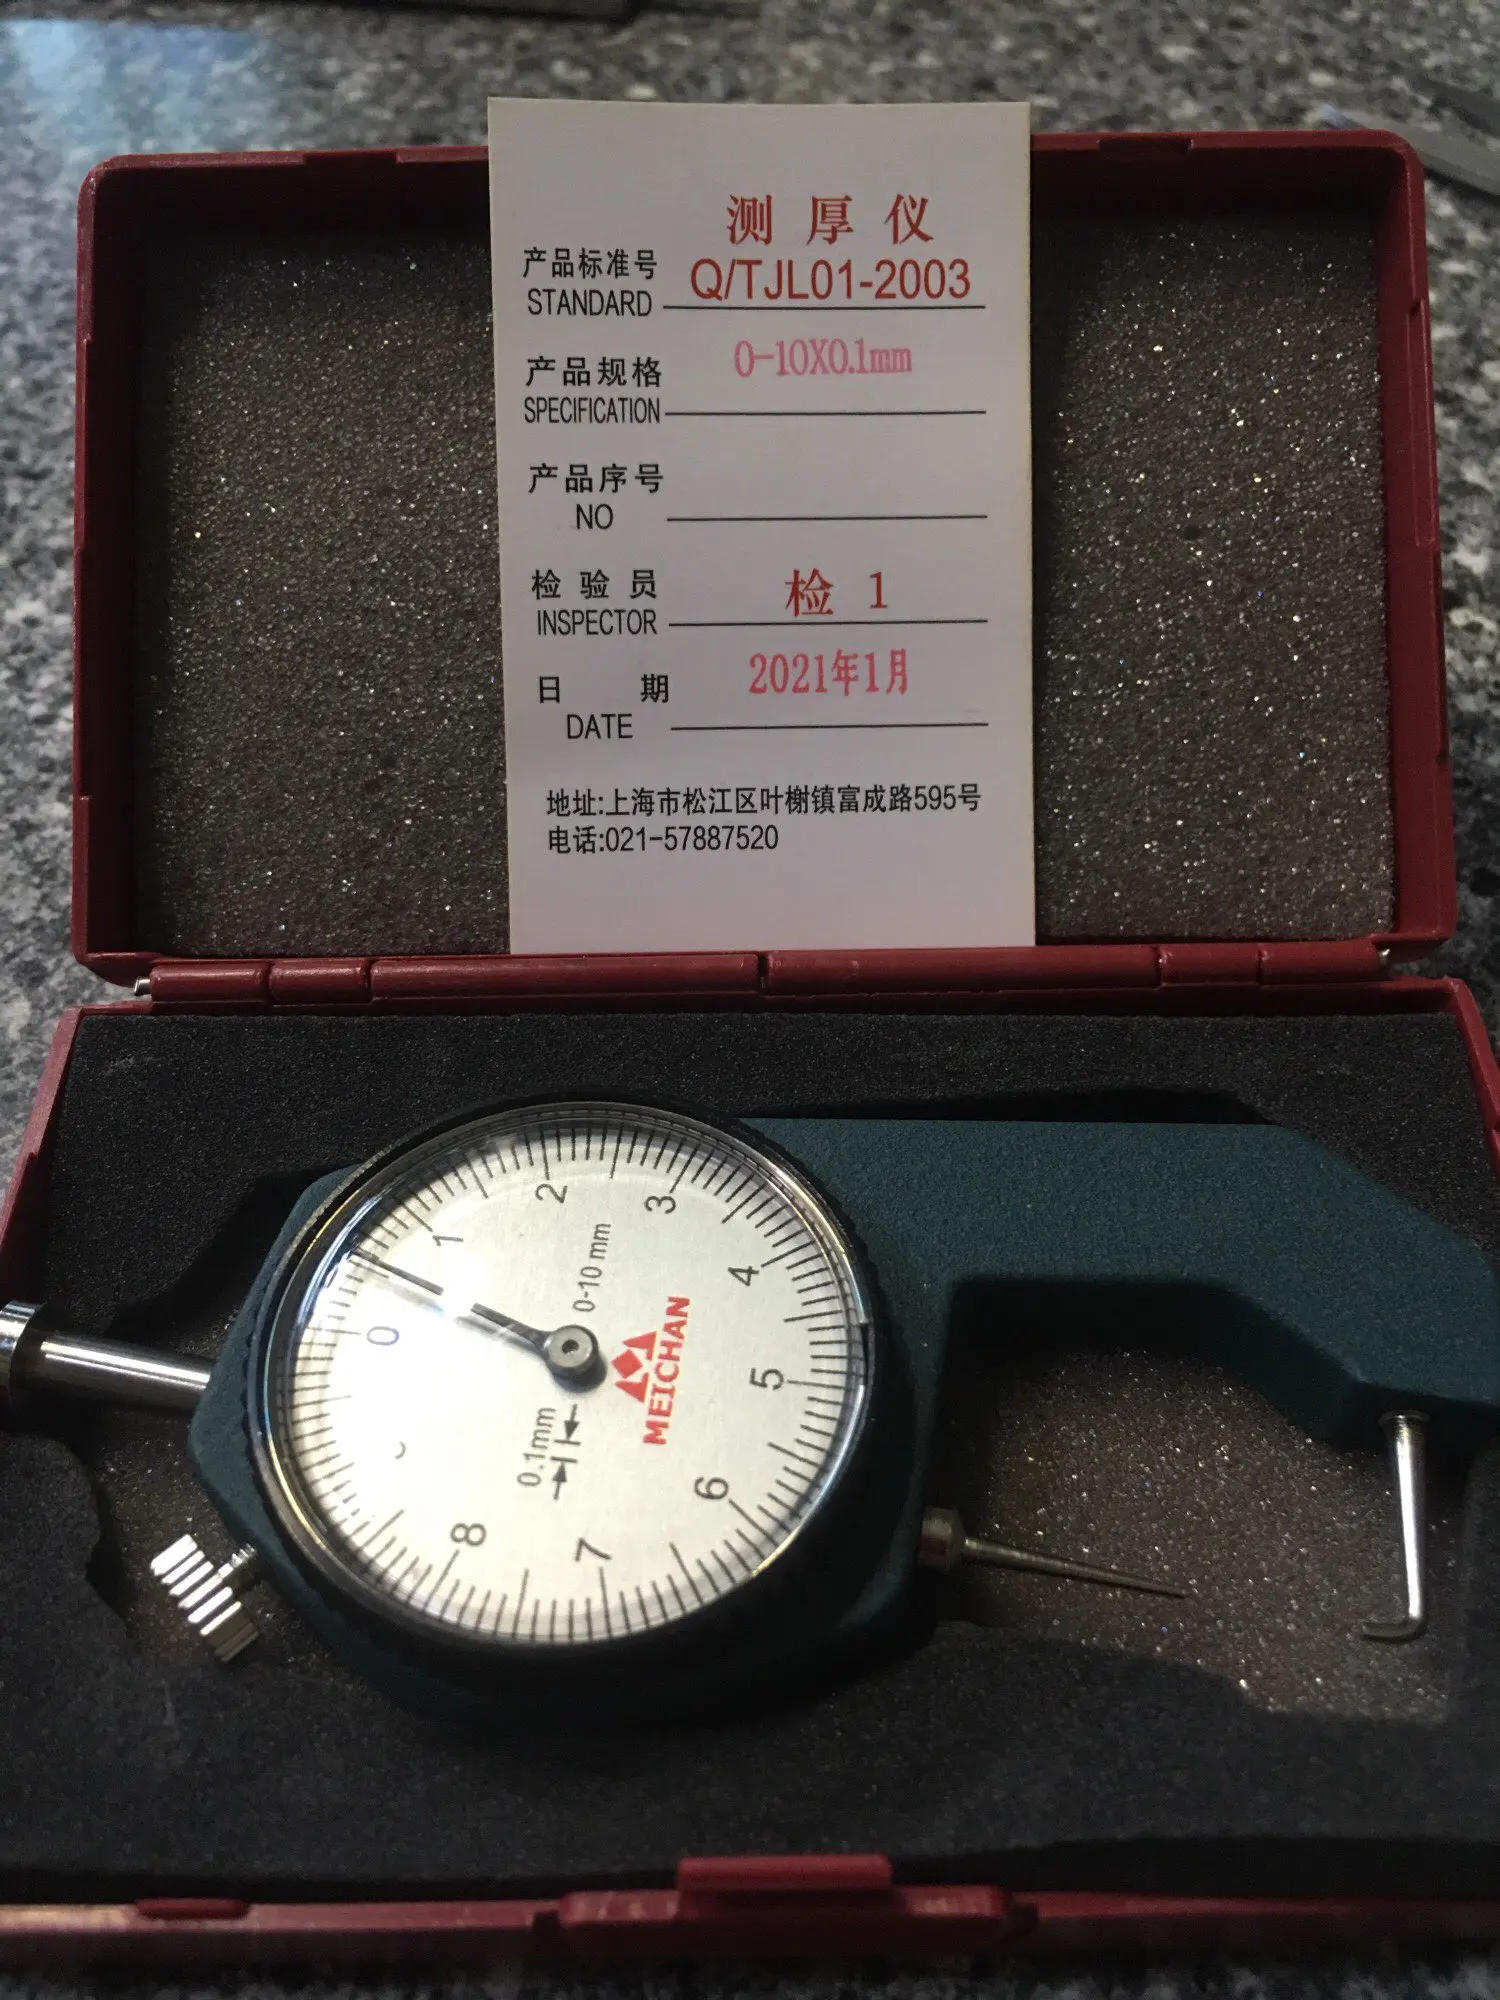 测厚仪
产品标准号
STANDARD Q/TJL01-2003
产品规格
SPECIFICATION 0-10X0.1mm
产品序号
NO
检验员
INSPECTOR 检 1
日期
DATE 2021年1月
地址:上海市松江区叶榭镇富成路595号
电话:021-57887520
0
1
2
3
4
5
6
7
8
0-10 mm
MEICHAN
0.1mm